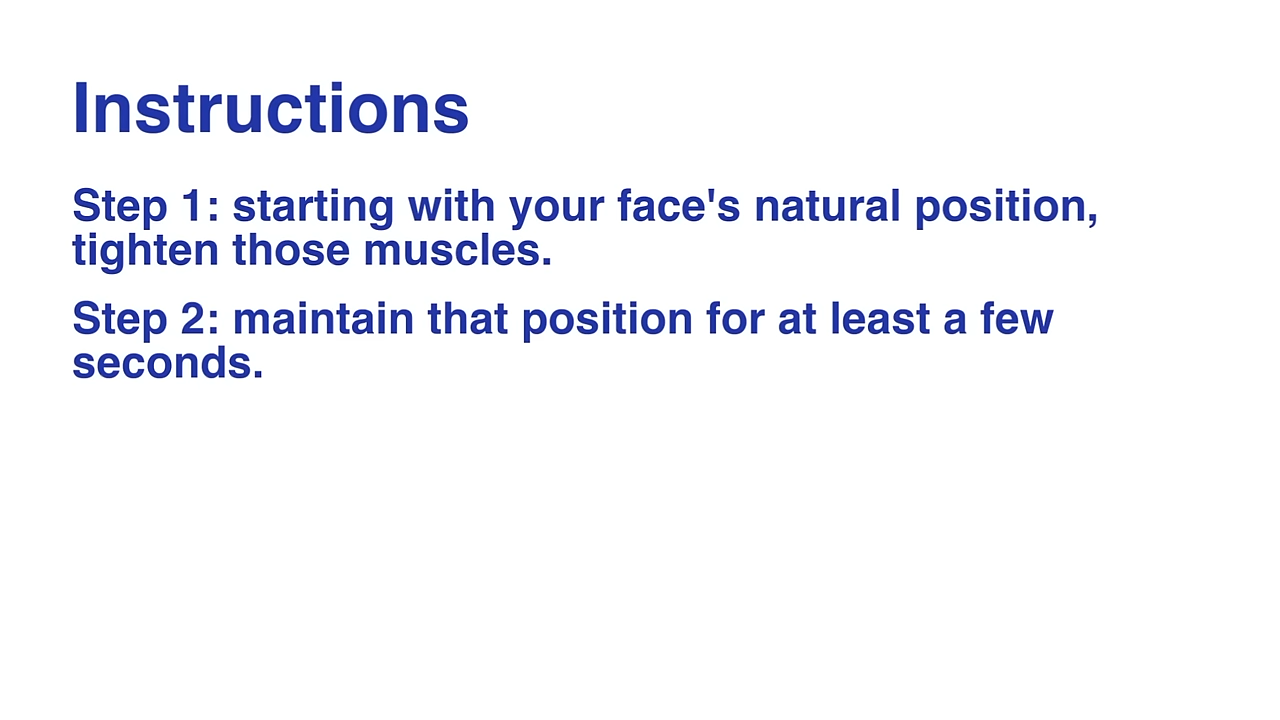 Instructions
Step 1: starting with your face's natural position,
tighten those muscles.
Step 2: maintain that position for at least a few
seconds.